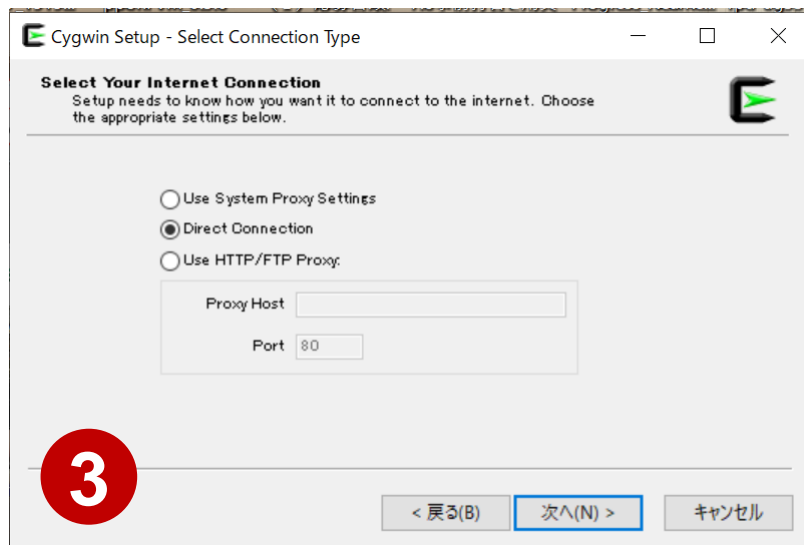 Cygwin Setup - Select Connection Type
Select Your Internet Connection
Setup needs to know how you want it to connect to the internet. Choose
the appropriate settings below.
Use System Proxy Settings
Direct Connection
Use HTTP/FTP Proxy:
Proxy Host
Port 80
3
< 戻る(B) 次へ(N) > キャンセル